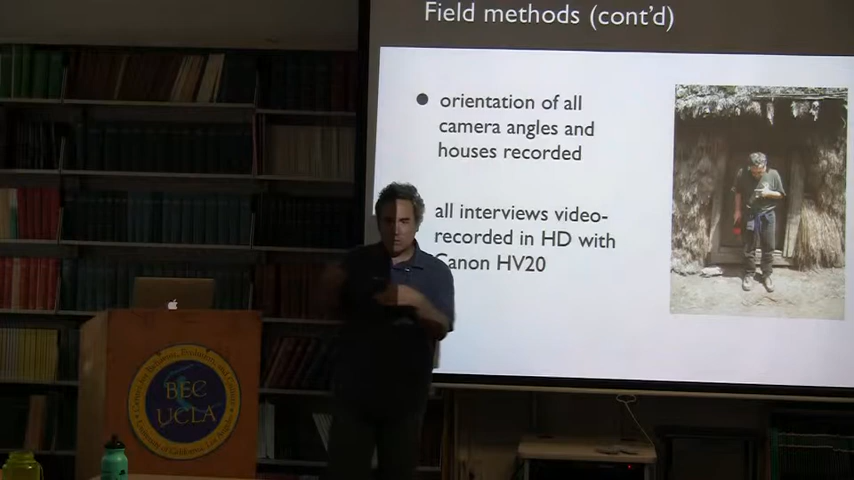 Field methods (cont'd)
orientation of all
camera angles and
houses recorded
all interviews video-
recorded in HD with
Canon HV20
BEC
UCLA